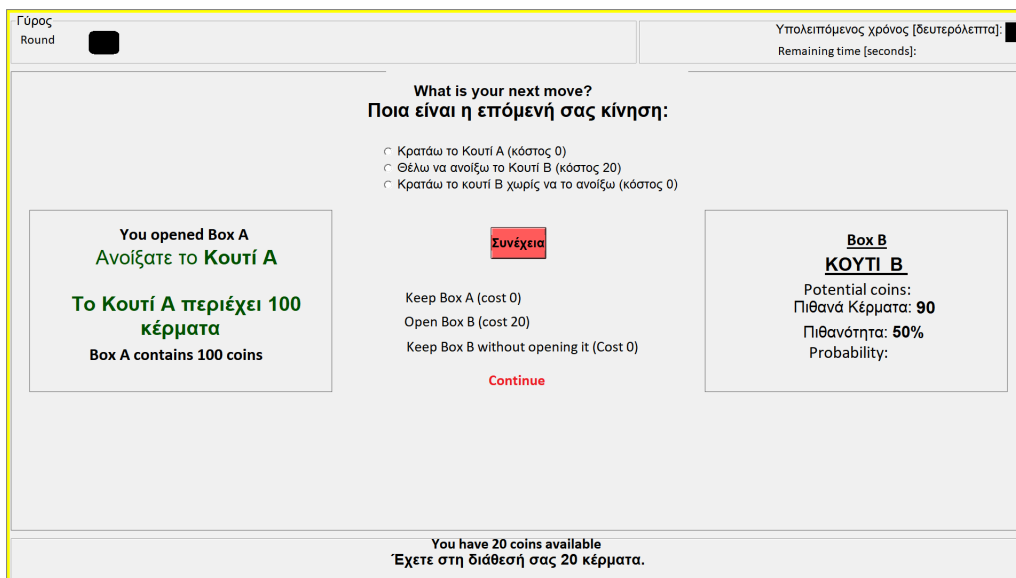 Γύρος
Round
Υπολειπόμενος χρόνος [δευτερόλεπτα]:
Remaining time [seconds]:
What is your next move?
Ποια είναι η επόμενή σας κίνηση:
Κρατάω το Κουτί Α (κόστος 0)
Θέλω να ανοίξω το Κουτί Β (κόστος 20)
Κρατάω το κουτί Β χωρίς να το ανοίξω (κόστος 0)
You opened Box A
Ανοίξατε το Κουτί Α
Το Κουτί Α περιέχει 100
κέρματα
Box A contains 100 coins
Συνέχεια
Keep Box A (cost 0)
Open Box B (cost 20)
Keep Box B without opening it (Cost 0)
Continue
Box B
ΚΟΥΤΙ Β
Potential coins:
Πιθανά Κέρματα: 90
Πιθανότητα: 50%
Probability:
You have 20 coins available
Έχετε στη διάθεσή σας 20 κέρματα.